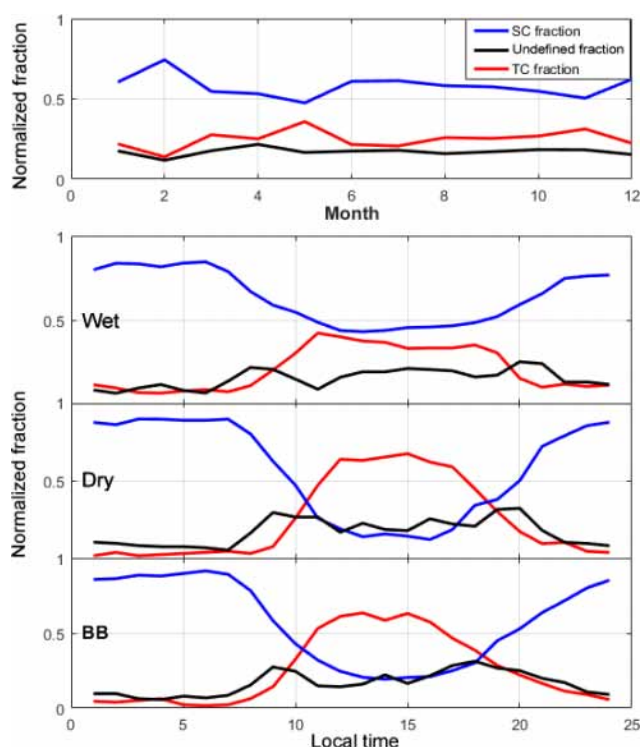 1
SC fraction
Undefined fraction
TC fraction
Normalized fraction
0.5
0
0 2 4 6 8 10 12
Month
1
Wet
0.5
1
Normalized fraction
Dry
0.5
1
BB
0.5
0
0 5 10 15 20 25
Local time